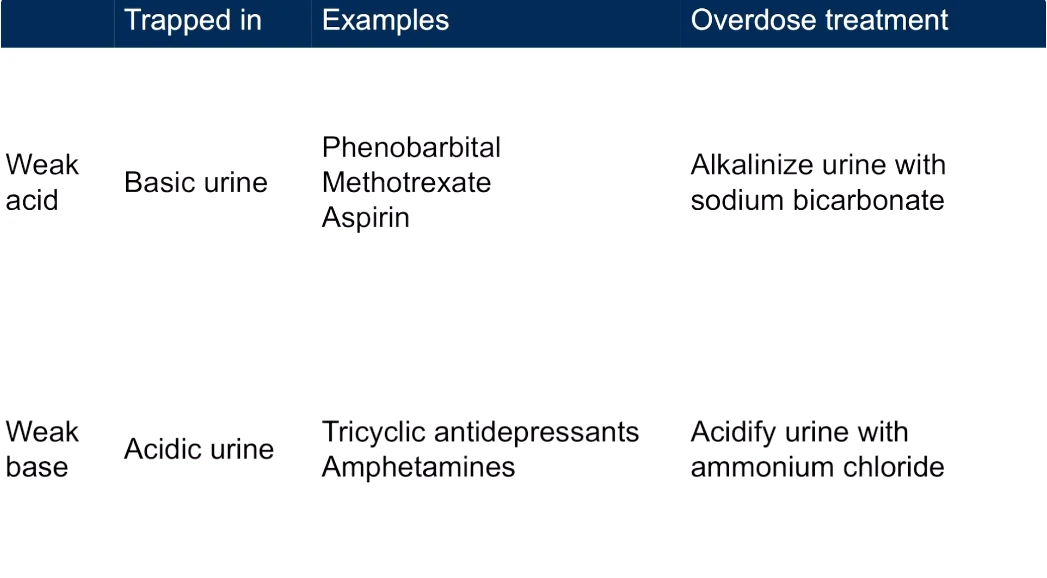 Trapped in Examples Overdose treatment
Weak acid
Basic urine
Phenobarbital
Methotrexate
Aspirin
Alkalinize urine with
sodium bicarbonate
Weak base
Acidic urine
Tricyclic antidepressants
Amphetamines
Acidify urine with
ammonium chloride